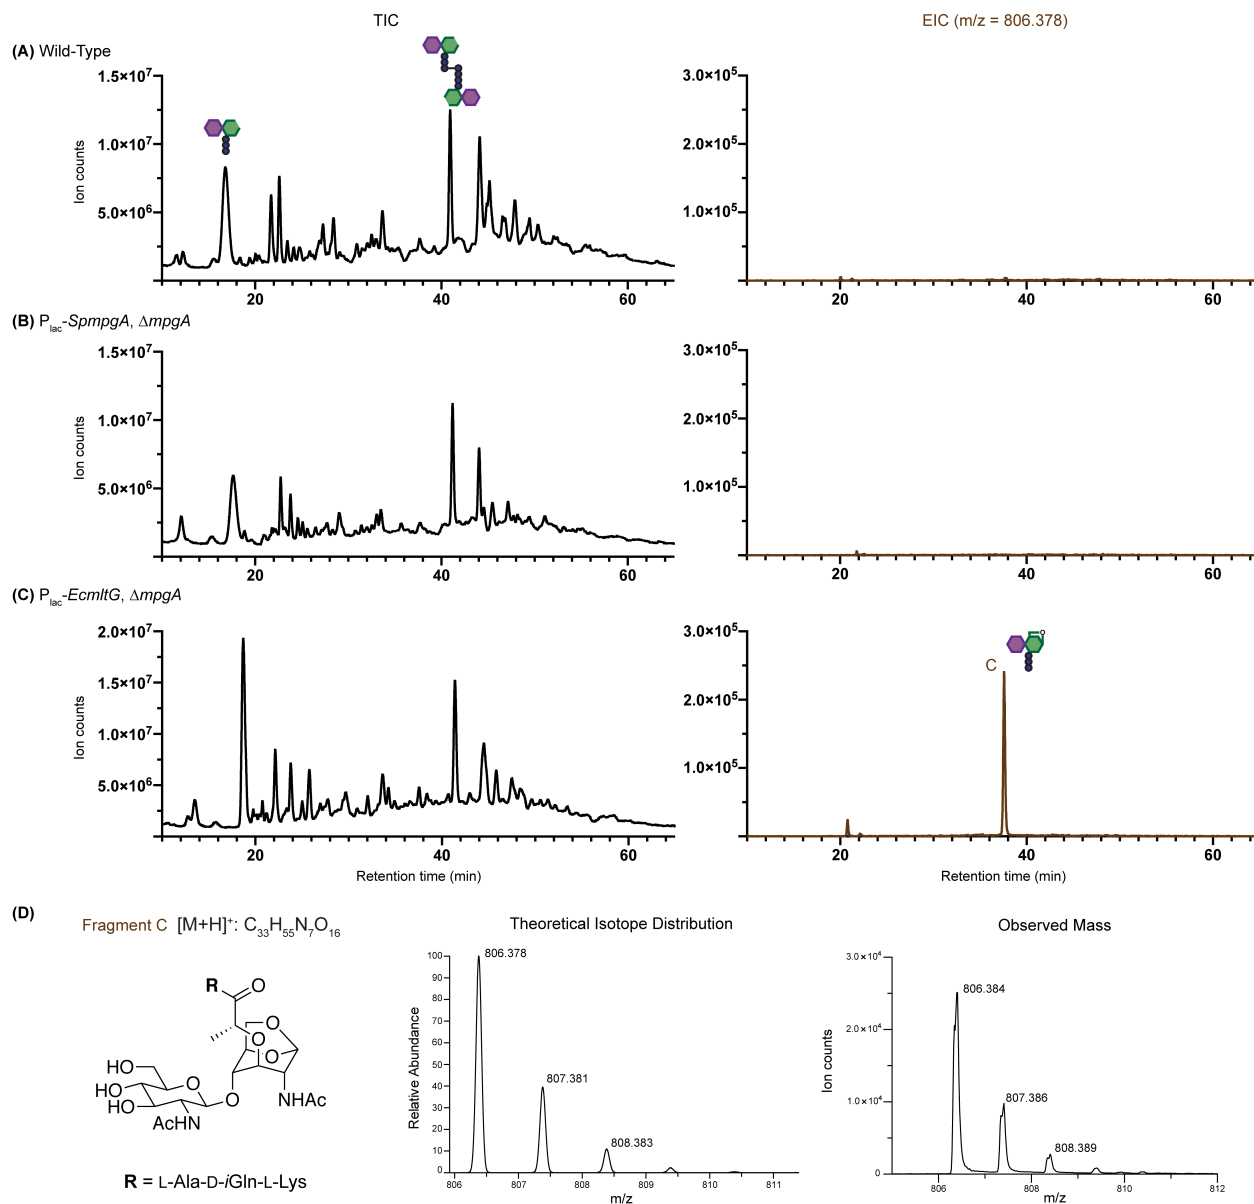 TIC
EIC (m/z = 806.378)
(A) Wild-Type
1.5×10⁷
1.0×10⁷
5.0×10⁶
Ion counts
20
40
60
3.0×10⁵
2.0×10⁵
1.0×10⁵
20
40
60
(B) Plac-SpmpgA, ΔmpgA
1.5×10⁷
1.0×10⁷
5.0×10⁶
Ion counts
20
40
60
3.0×10⁵
2.0×10⁵
1.0×10⁵
20
40
60
(C) Plac-EcmltG, ΔmpgA
2.0×10⁷
1.5×10⁷
1.0×10⁷
5.0×10⁶
Ion counts
20
40
60
Retention time (min)
3.0×10⁵
2.0×10⁵
1.0×10⁵
C
O
20
40
60
Retention time (min)
(D)
Fragment C [M+H]⁺: C₃₃H₅₅N₇O₁₆
R
O
O
O
O
HO
HO
HO
O
O
AcHN
NHAc
R = L-Ala-D-iGln-L-Lys
Theoretical Isotope Distribution
Relative Abundance
100
90
80
70
60
50
40
30
20
10
0
806.378
807.381
808.383
806
807
808
809
810
811
m/z
Observed Mass
Ion counts
3.0×10⁴
2.0×10⁴
1.0×10⁴
0
806.384
807.386
808.389
806
808
810
812
m/z